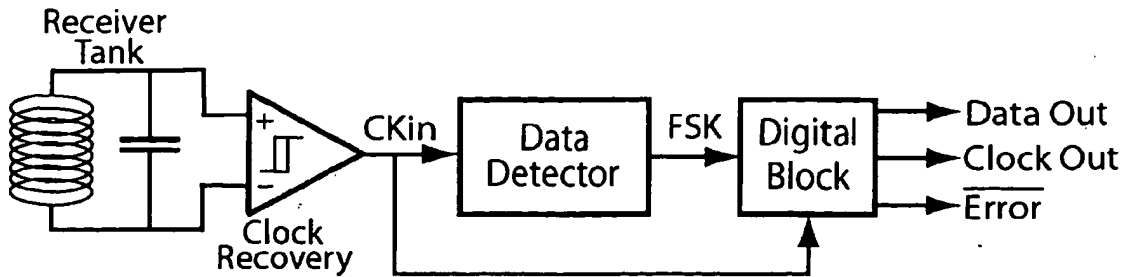 Receiver
Tank
+
−
Clock
Recovery
CKin
Data
Detector
FSK
Digital
Block
Data Out
Clock Out
Error